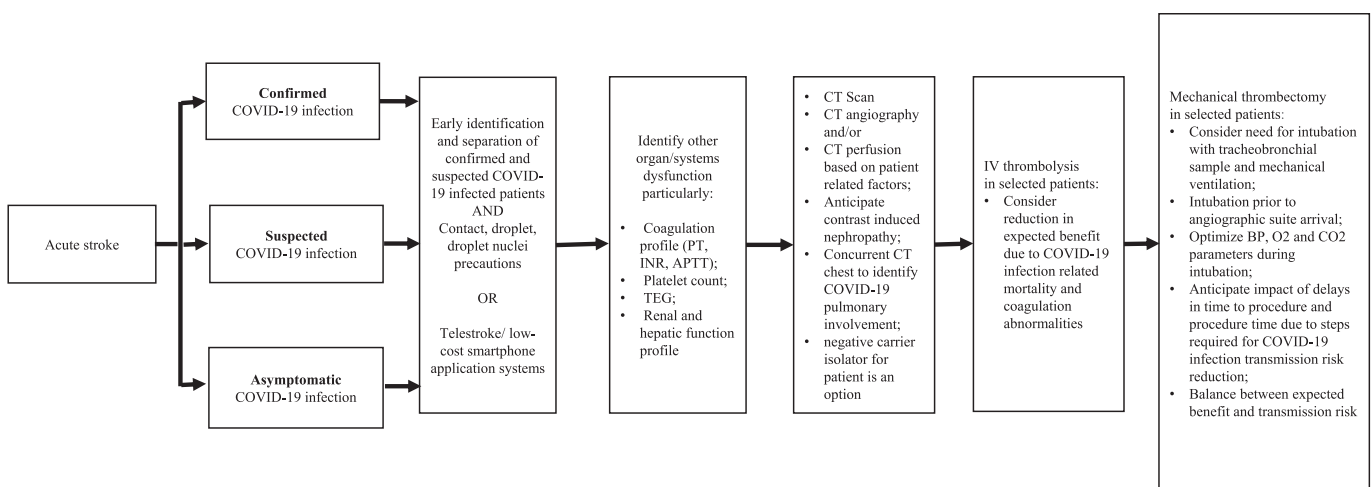 Acute stroke
Confirmed
COVID-19 infection
Suspected
COVID-19 infection
Asymptomatic
COVID-19 infection
Early identification
and separation of
confirmed and
suspected COVID-
19 infected patients
AND
Contact, droplet,
droplet nuclei
precautions
OR
Telestroke/ low-
cost smartphone
application systems
Identify other
organ/systems
dysfunction
particularly:
• Coagulation
profile (PT,
INR, APTT);
• Platelet count;
• TEG;
• Renal and
hepatic function
profile
• CT Scan
• CT angiography
and/or
• CT perfusion
based on patient
related factors;
• Anticipate
contrast induced
nephropathy;
• Concurrent CT
chest to identify
COVID-19
pulmonary
involvement;
• negative carrier
isolator for
patient is an
option
IV thrombolysis
in selected patients:
• Consider
reduction in
expected benefit
due to COVID-19
infection related
mortality and
coagulation
abnormalities
Mechanical thrombectomy
in selected patients:
• Consider need for intubation
with tracheobronchial
sample and mechanical
ventilation;
• Intubation prior to
angiographic suite arrival;
• Optimize BP, O2 and CO2
parameters during
intubation;
• Anticipate impact of delays
in time to procedure and
procedure time due to steps
required for COVID-19
infection transmission risk
reduction;
• Balance between expected
benefit and transmission risk